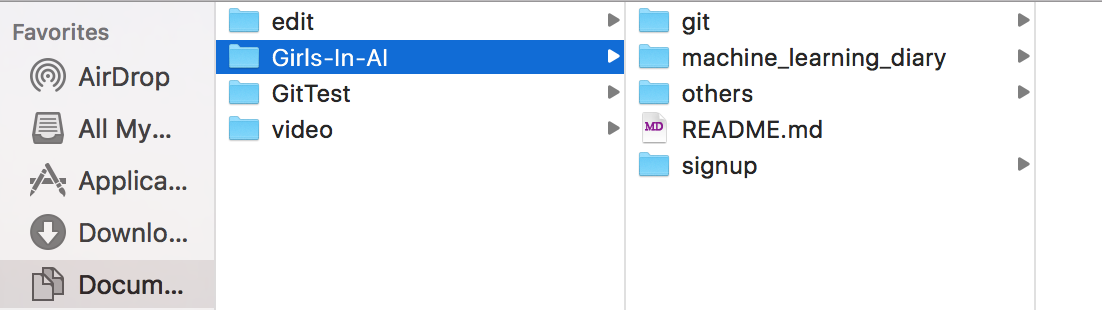 Favorites
AirDrop
All My...
Applica...
Downlo...
Docum...
edit
Girls-In-AI
GitTest
video
git
machine_learning_diary
others
MD README.md
signup